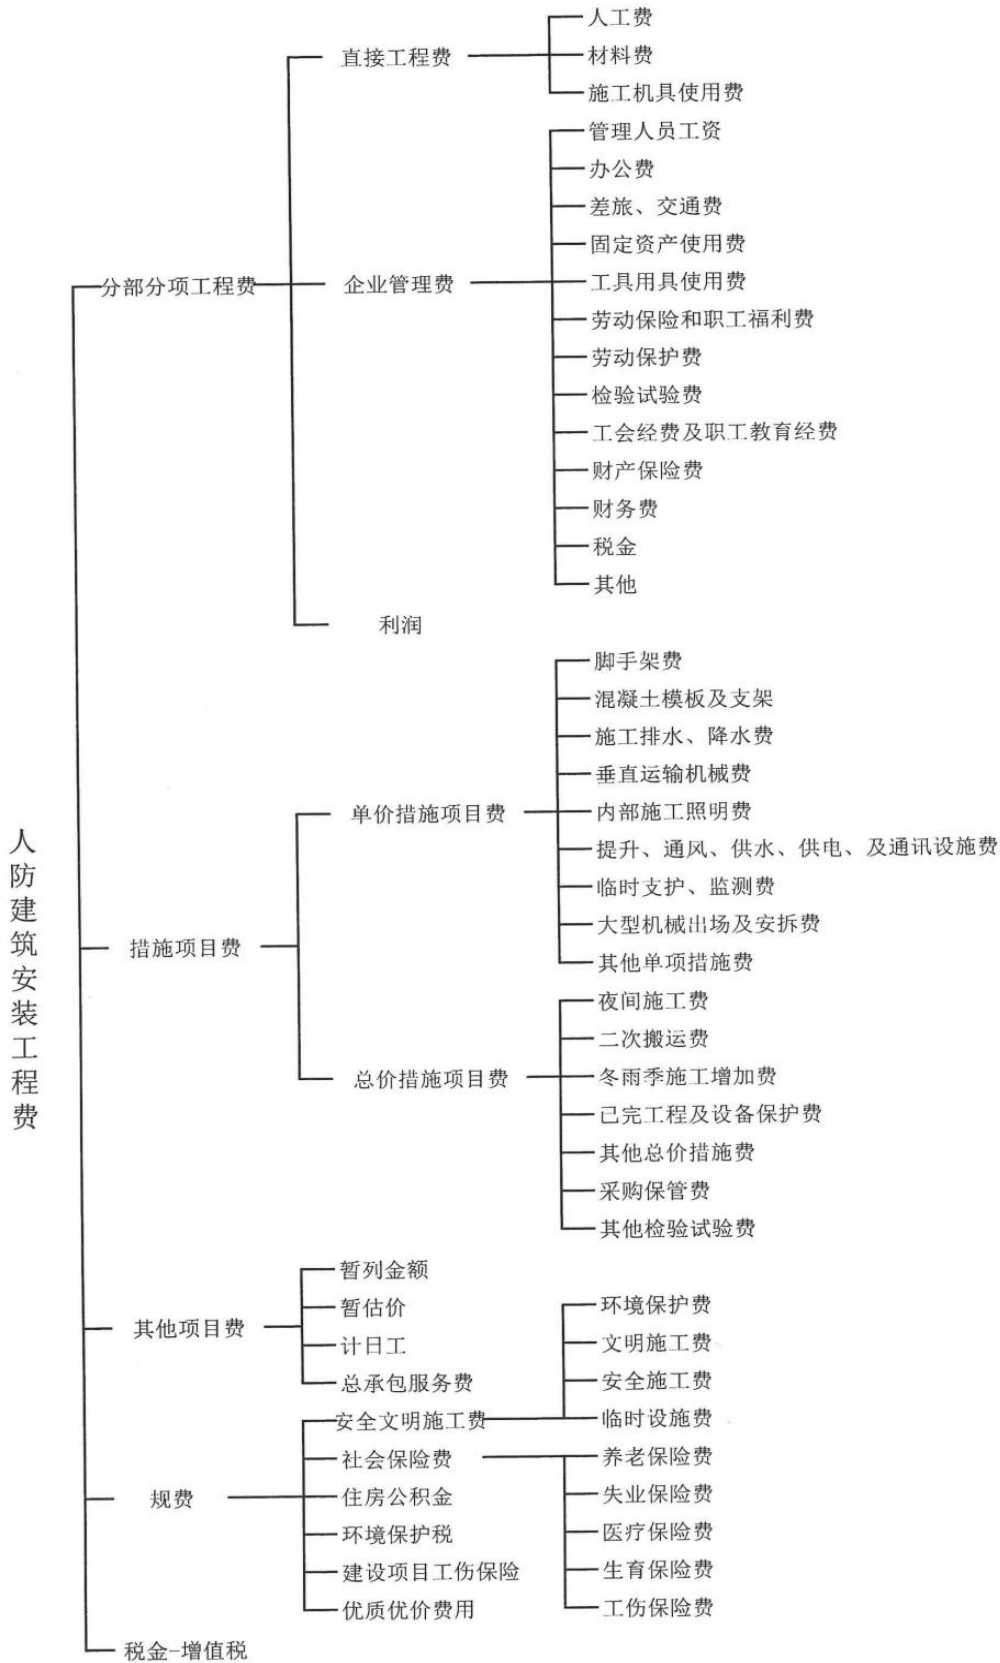 人防建筑安装工程费
分部分项工程费
直接工程费
人工费
材料费
施工机具使用费
企业管理费
管理人员工资
办公费
差旅、交通费
固定资产使用费
工具用具使用费
劳动保险和职工福利费
劳动保护费
检验试验费
工会经费及职工教育经费
财产保险费
财务费
税金
其他
利润
措施项目费
单价措施项目费
脚手架费
混凝土模板及支架
施工排水、降水费
垂直运输机械费
内部施工照明费
提升、通风、供水、供电、及通讯设施费
临时支护、监测费
大型机械出场及安拆费
其他单项措施费
总价措施项目费
夜间施工费
二次搬运费
冬雨季施工增加费
已完工程及设备保护费
其他总价措施费
采购保管费
其他检验试验费
其他项目费
暂列金额
暂估价
计日工
总承包服务费
规费
安全文明施工费
环境保护费
文明施工费
安全施工费
临时设施费
社会保险费
养老保险费
失业保险费
医疗保险费
生育保险费
工伤保险费
住房公积金
环境保护税
建设项目工伤保险
优质优价费用
税金-增值税